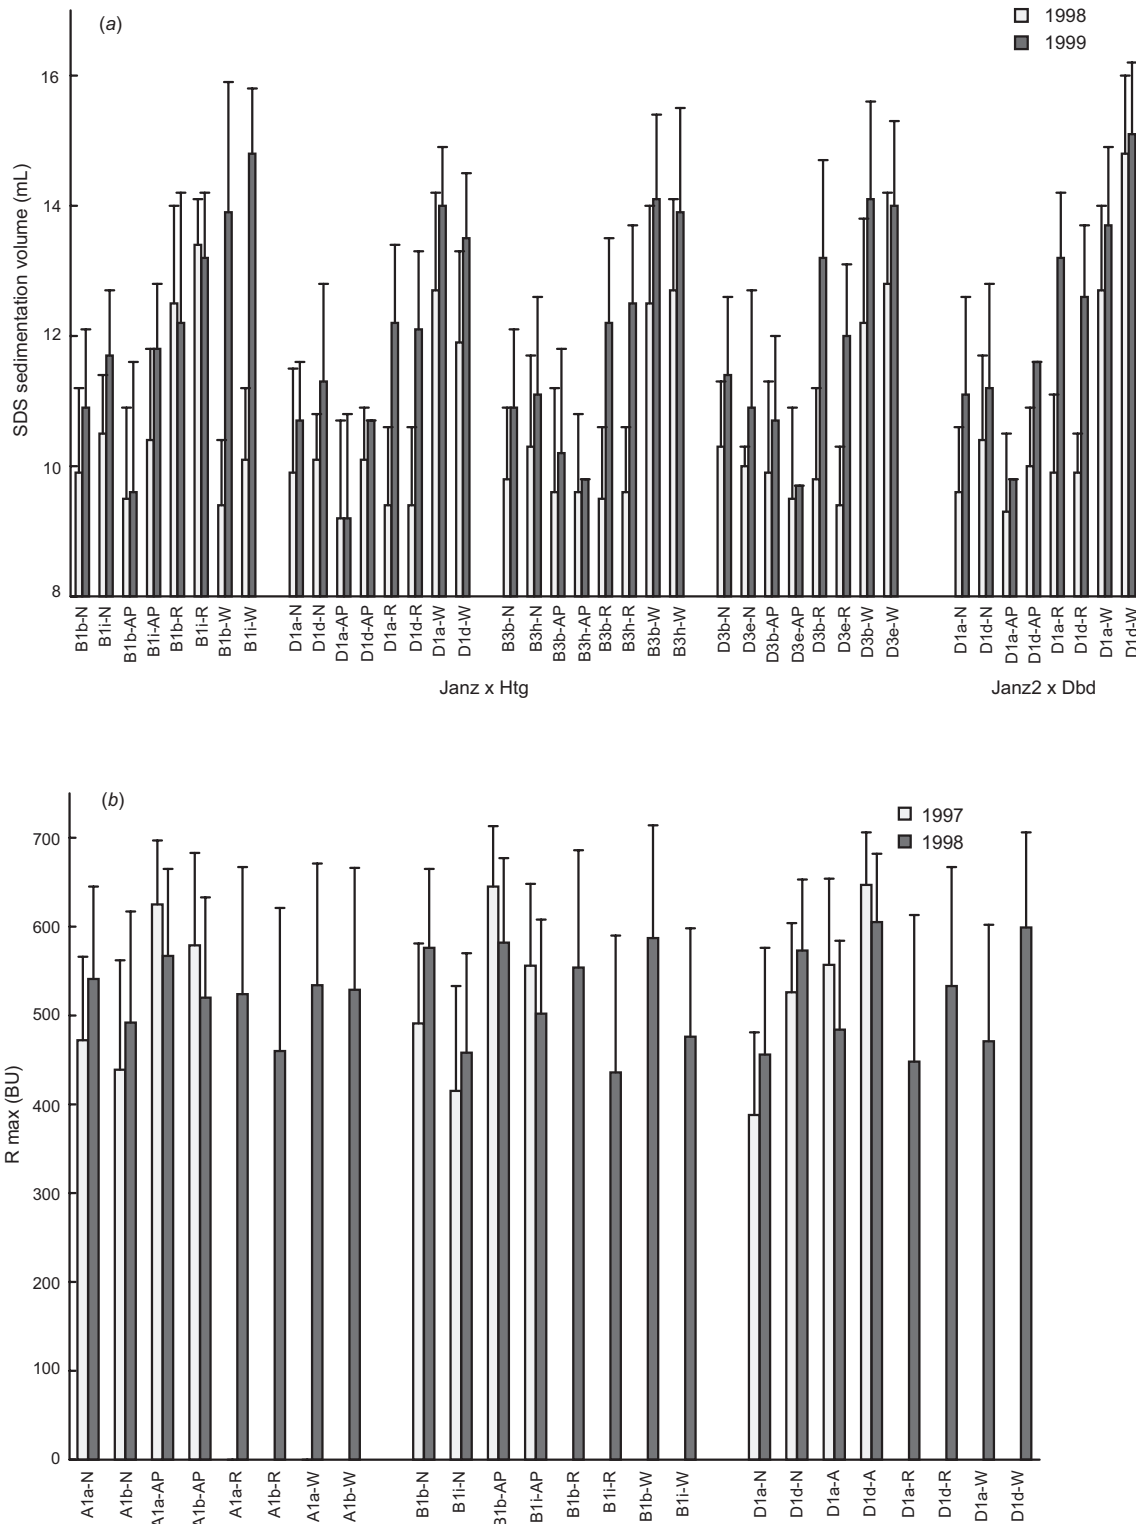 (a)
1998
1999
SDS sedimentation volume (mL)
16
14
12
10
8
B1b-N B1i-N B1b-AP B1i-AP B1b-R B1i-R B1b-W B1i-W D1a-N D1d-N D1a-AP D1d-AP D1a-R D1d-R D1a-W D1d-W B3b-N B3h-N B3b-AP B3h-AP B3b-R B3h-R B3b-W B3h-W D3b-N D3e-N D3b-AP D3e-AP D3b-R D3e-R D3b-W D3e-W D1a-N D1d-N D1a-AP D1d-AP D1a-R D1d-R D1a-W D1d-W
Janz x Htg Janz2 x Dbd
(b)
1997
1998
R max (BU)
700
600
500
400
300
200
100
0
A1a-N A1b-N A1a-AP A1b-AP A1a-R A1b-R A1a-W A1b-W B1b-N B1i-N B1b-AP B1i-AP B1b-R B1i-R B1b-W B1i-W D1a-N D1d-N D1a-A D1d-A D1a-R D1d-R D1a-W D1d-W